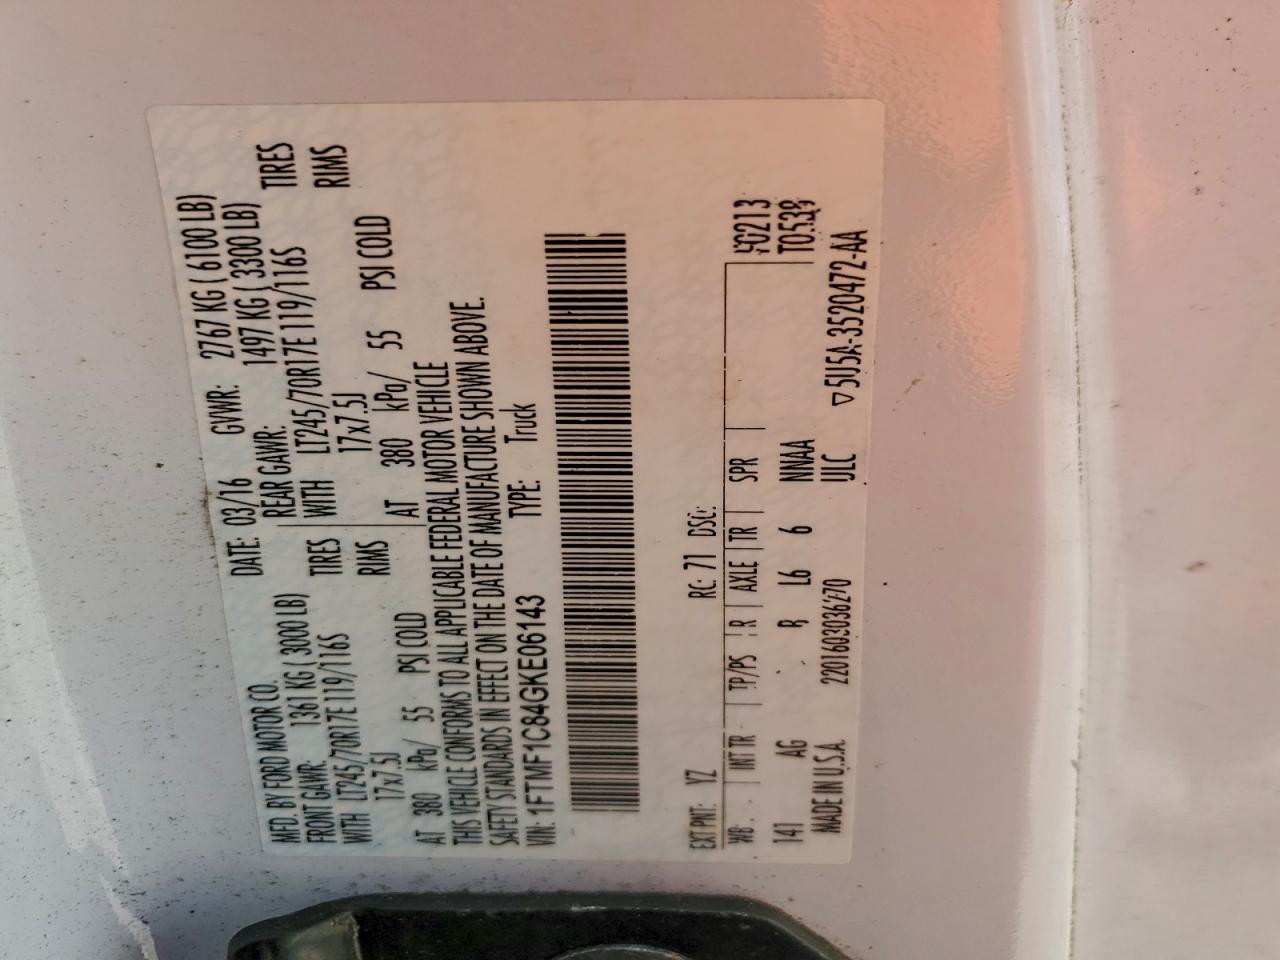 MFD. BY FORD MOTOR CO. DATE: 03/16 GVWR: 2767 KG ( 6100 LB)
FRONT GAWR: 1361 KG ( 3000 LB) REAR GAWR: 1497 KG ( 3300 LB)
WITH LT245/70R17E 119/116S TIRES WITH LT245/70R17E 119/116S TIRES
17x7.5J RIMS 17x7.5J RIMS
AT 380 kPa/ 55 PSI COLD AT 380 kPa/ 55 PSI COLD
THIS VEHICLE CONFORMS TO ALL APPLICABLE FEDERAL MOTOR VEHICLE
SAFETY STANDARDS IN EFFECT ON THE DATE OF MANUFACTURE SHOWN ABOVE.
VIN: 1FTMF1C84GKE06143 TYPE: Truck
EXT PNT: YZ RC: 71 DSO:
WB INT TR TP/PS R AXLE TR SPR
141 AG B L6 6 NNAA T0539
MADE IN U.S.A. 2201603036270 ULC ▽5U5A-3520472-AA